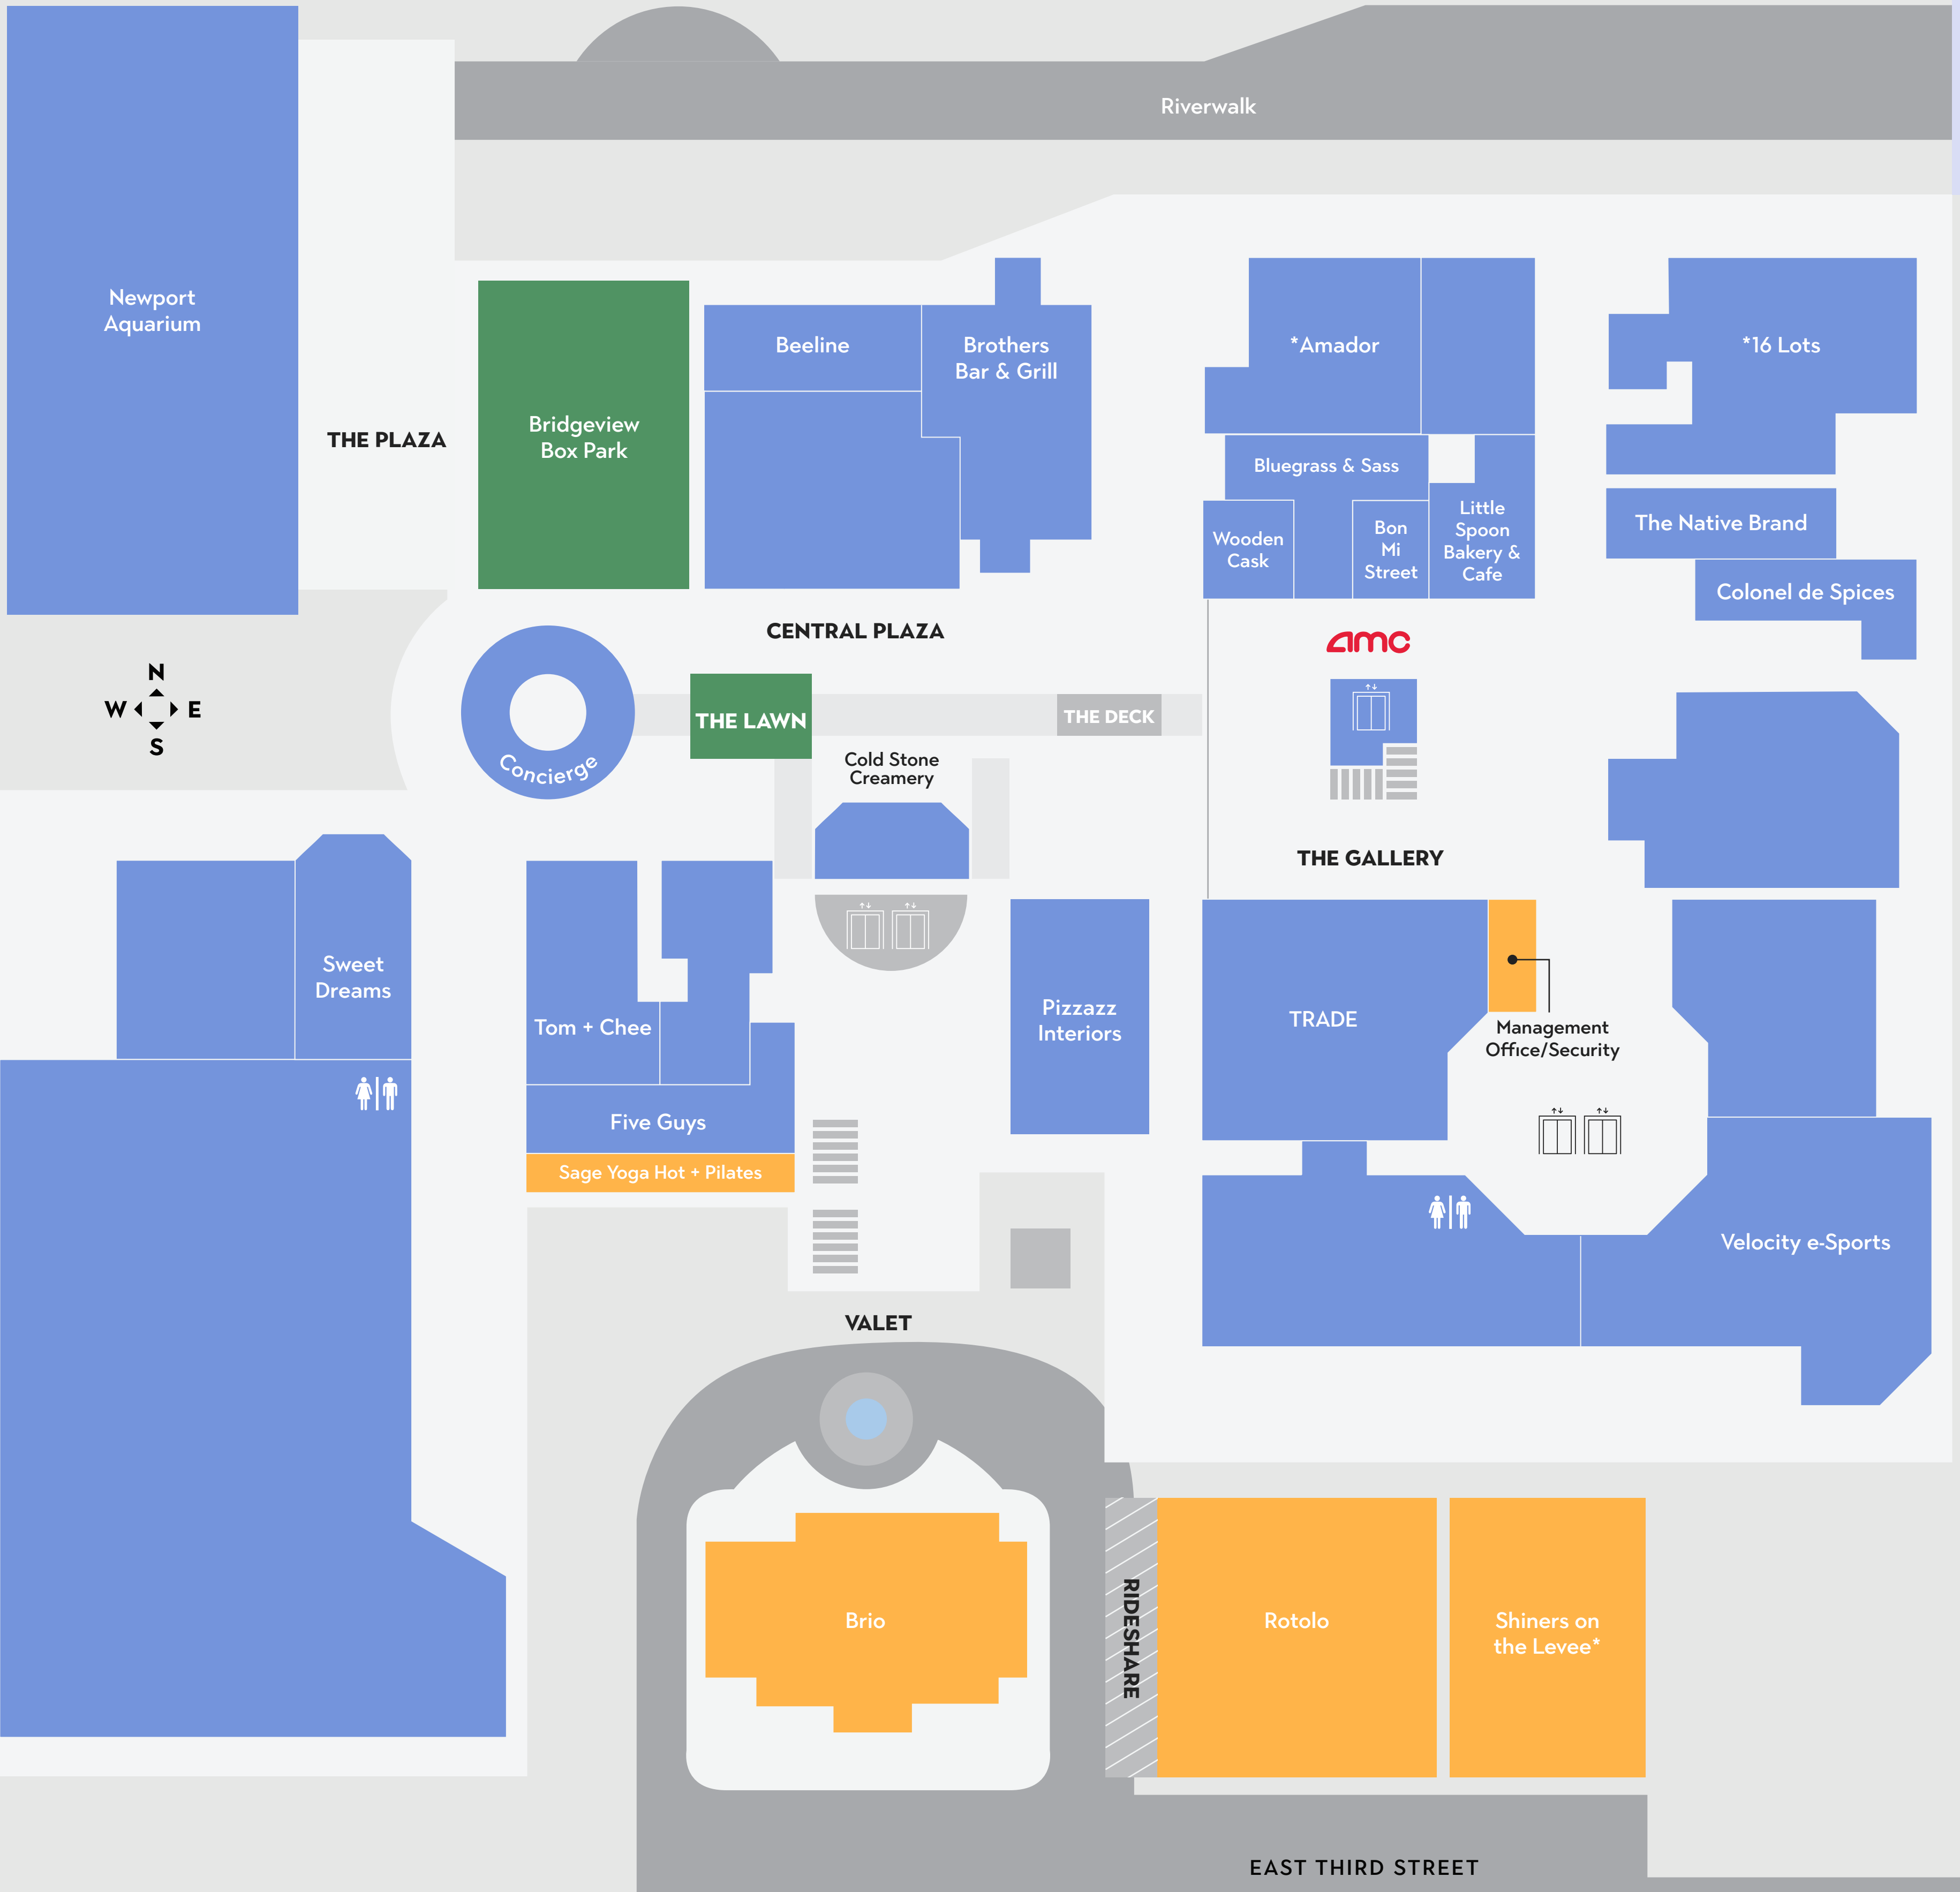 Riverwalk
Newport
Aquarium
THE PLAZA
Bridgeview
Box Park
Beeline
Brothers
Bar & Grill
*Amador
*16 Lots
Bluegrass & Sass
Wooden
Cask
Bon
Mi
Street
Little
Spoon
Bakery &
Cafe
The Native Brand
Colonel de Spices
CENTRAL PLAZA
amc
N
W
E
S
Concierge
THE LAWN
THE DECK
Cold Stone
Creamery
THE GALLERY
Sweet
Dreams
Tom + Chee
Five Guys
Sage Yoga Hot + Pilates
Pizzazz
Interiors
TRADE
Management
Office/Security
Velocity e-Sports
VALET
Brio
RIDESHARE
Rotolo
Shiners on
the Levee*
EAST THIRD STREET